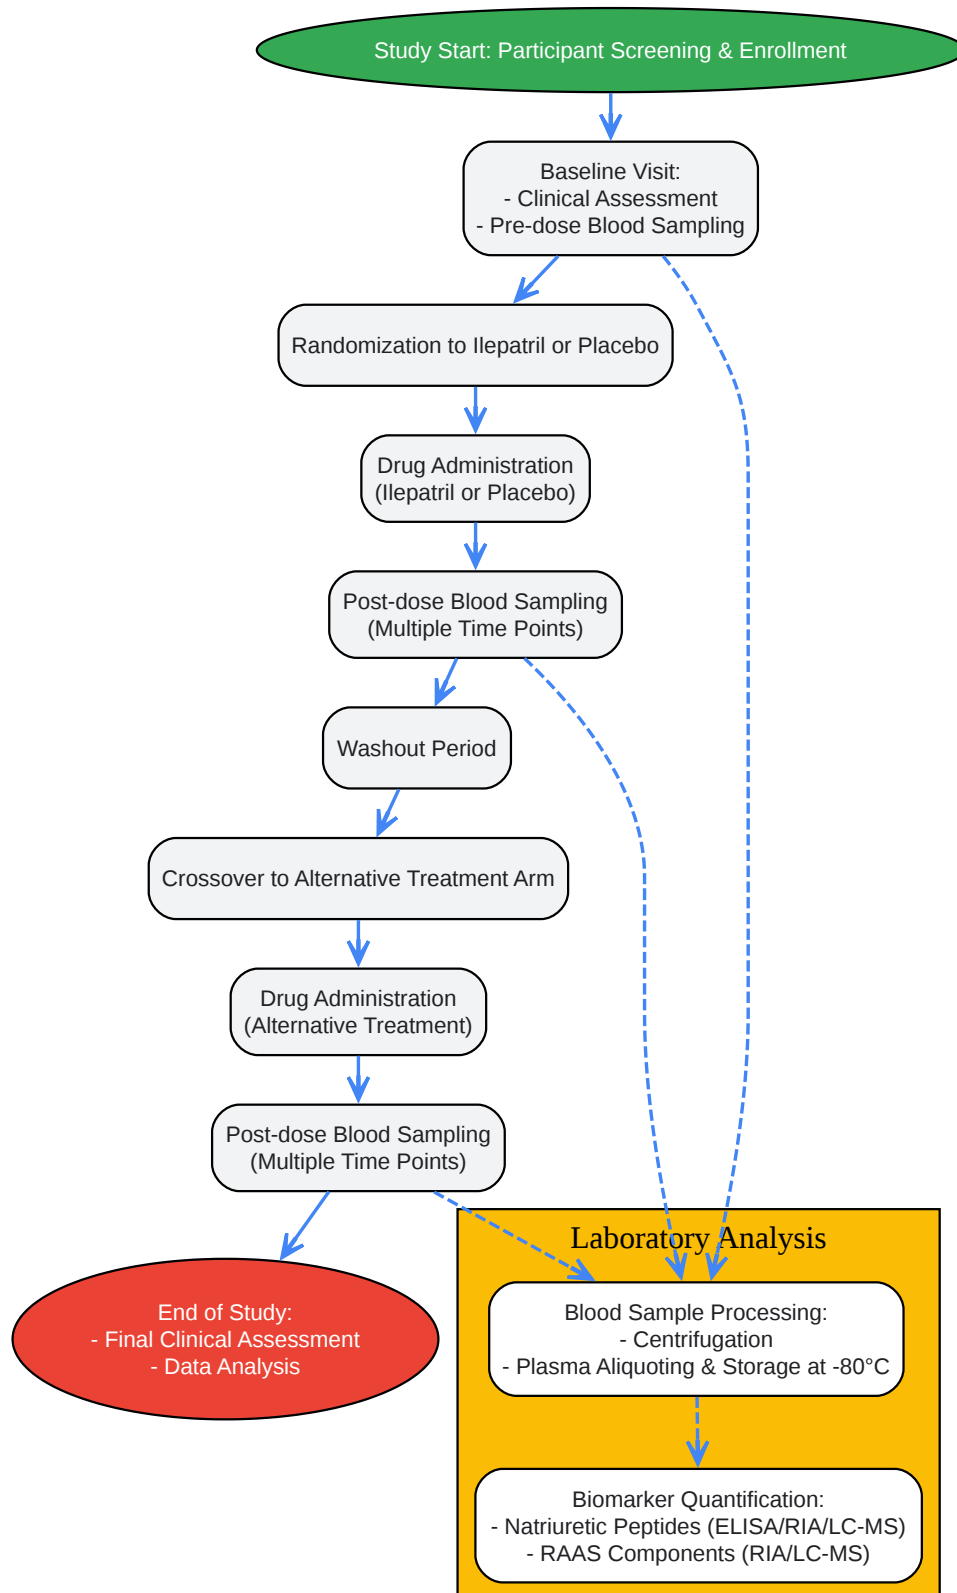 Study Start: Participant Screening & Enrollment
Baseline Visit:
- Clinical Assessment
- Pre-dose Blood Sampling
Randomization to Ilepatril or Placebo
Drug Administration
(Ilepatril or Placebo)
Post-dose Blood Sampling
(Multiple Time Points)
Washout Period
Crossover to Alternative Treatment Arm
Drug Administration
(Alternative Treatment)
Post-dose Blood Sampling
(Multiple Time Points)
End of Study:
- Final Clinical Assessment
- Data Analysis
Laboratory Analysis
Blood Sample Processing:
- Centrifugation
- Plasma Aliquoting & Storage at -80°C
Biomarker Quantification:
- Natriuretic Peptides (ELISA/RIA/LC-MS)
- RAAS Components (RIA/LC-MS)